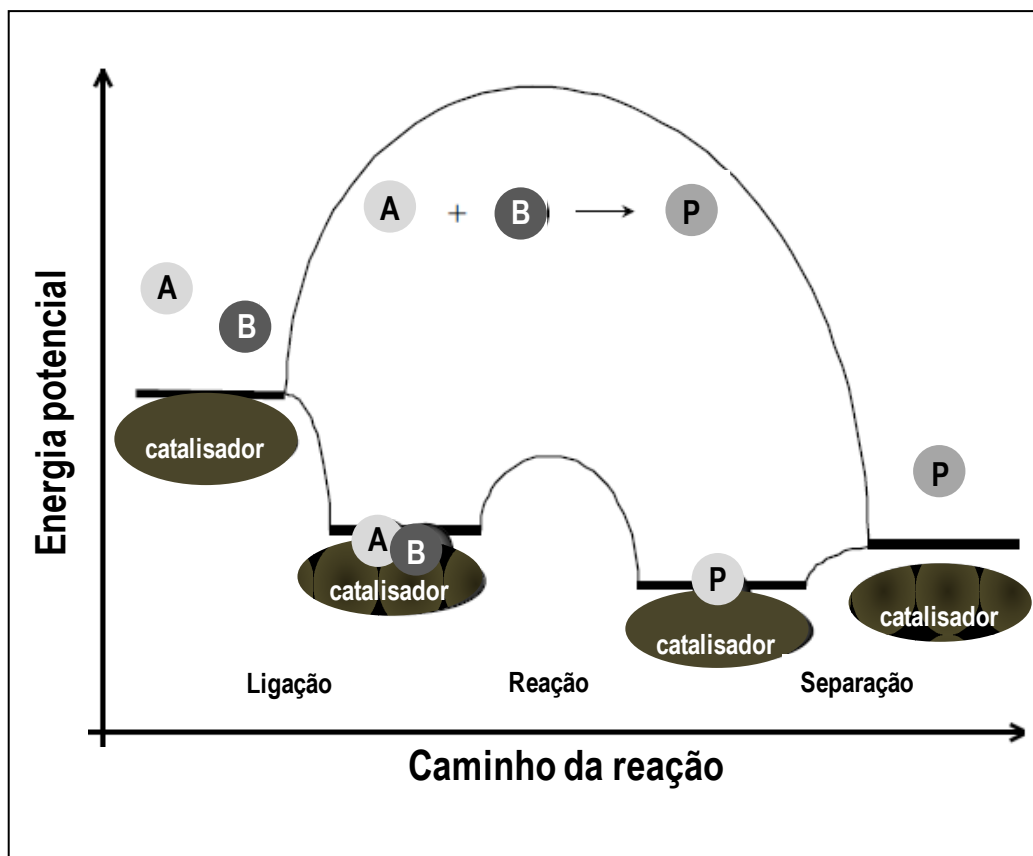 A + B → P
A
B
Energia potencial
catalisador
P
A
B
catalisador
P
catalisador
catalisador
Ligação Reação Separação
Caminho da reação